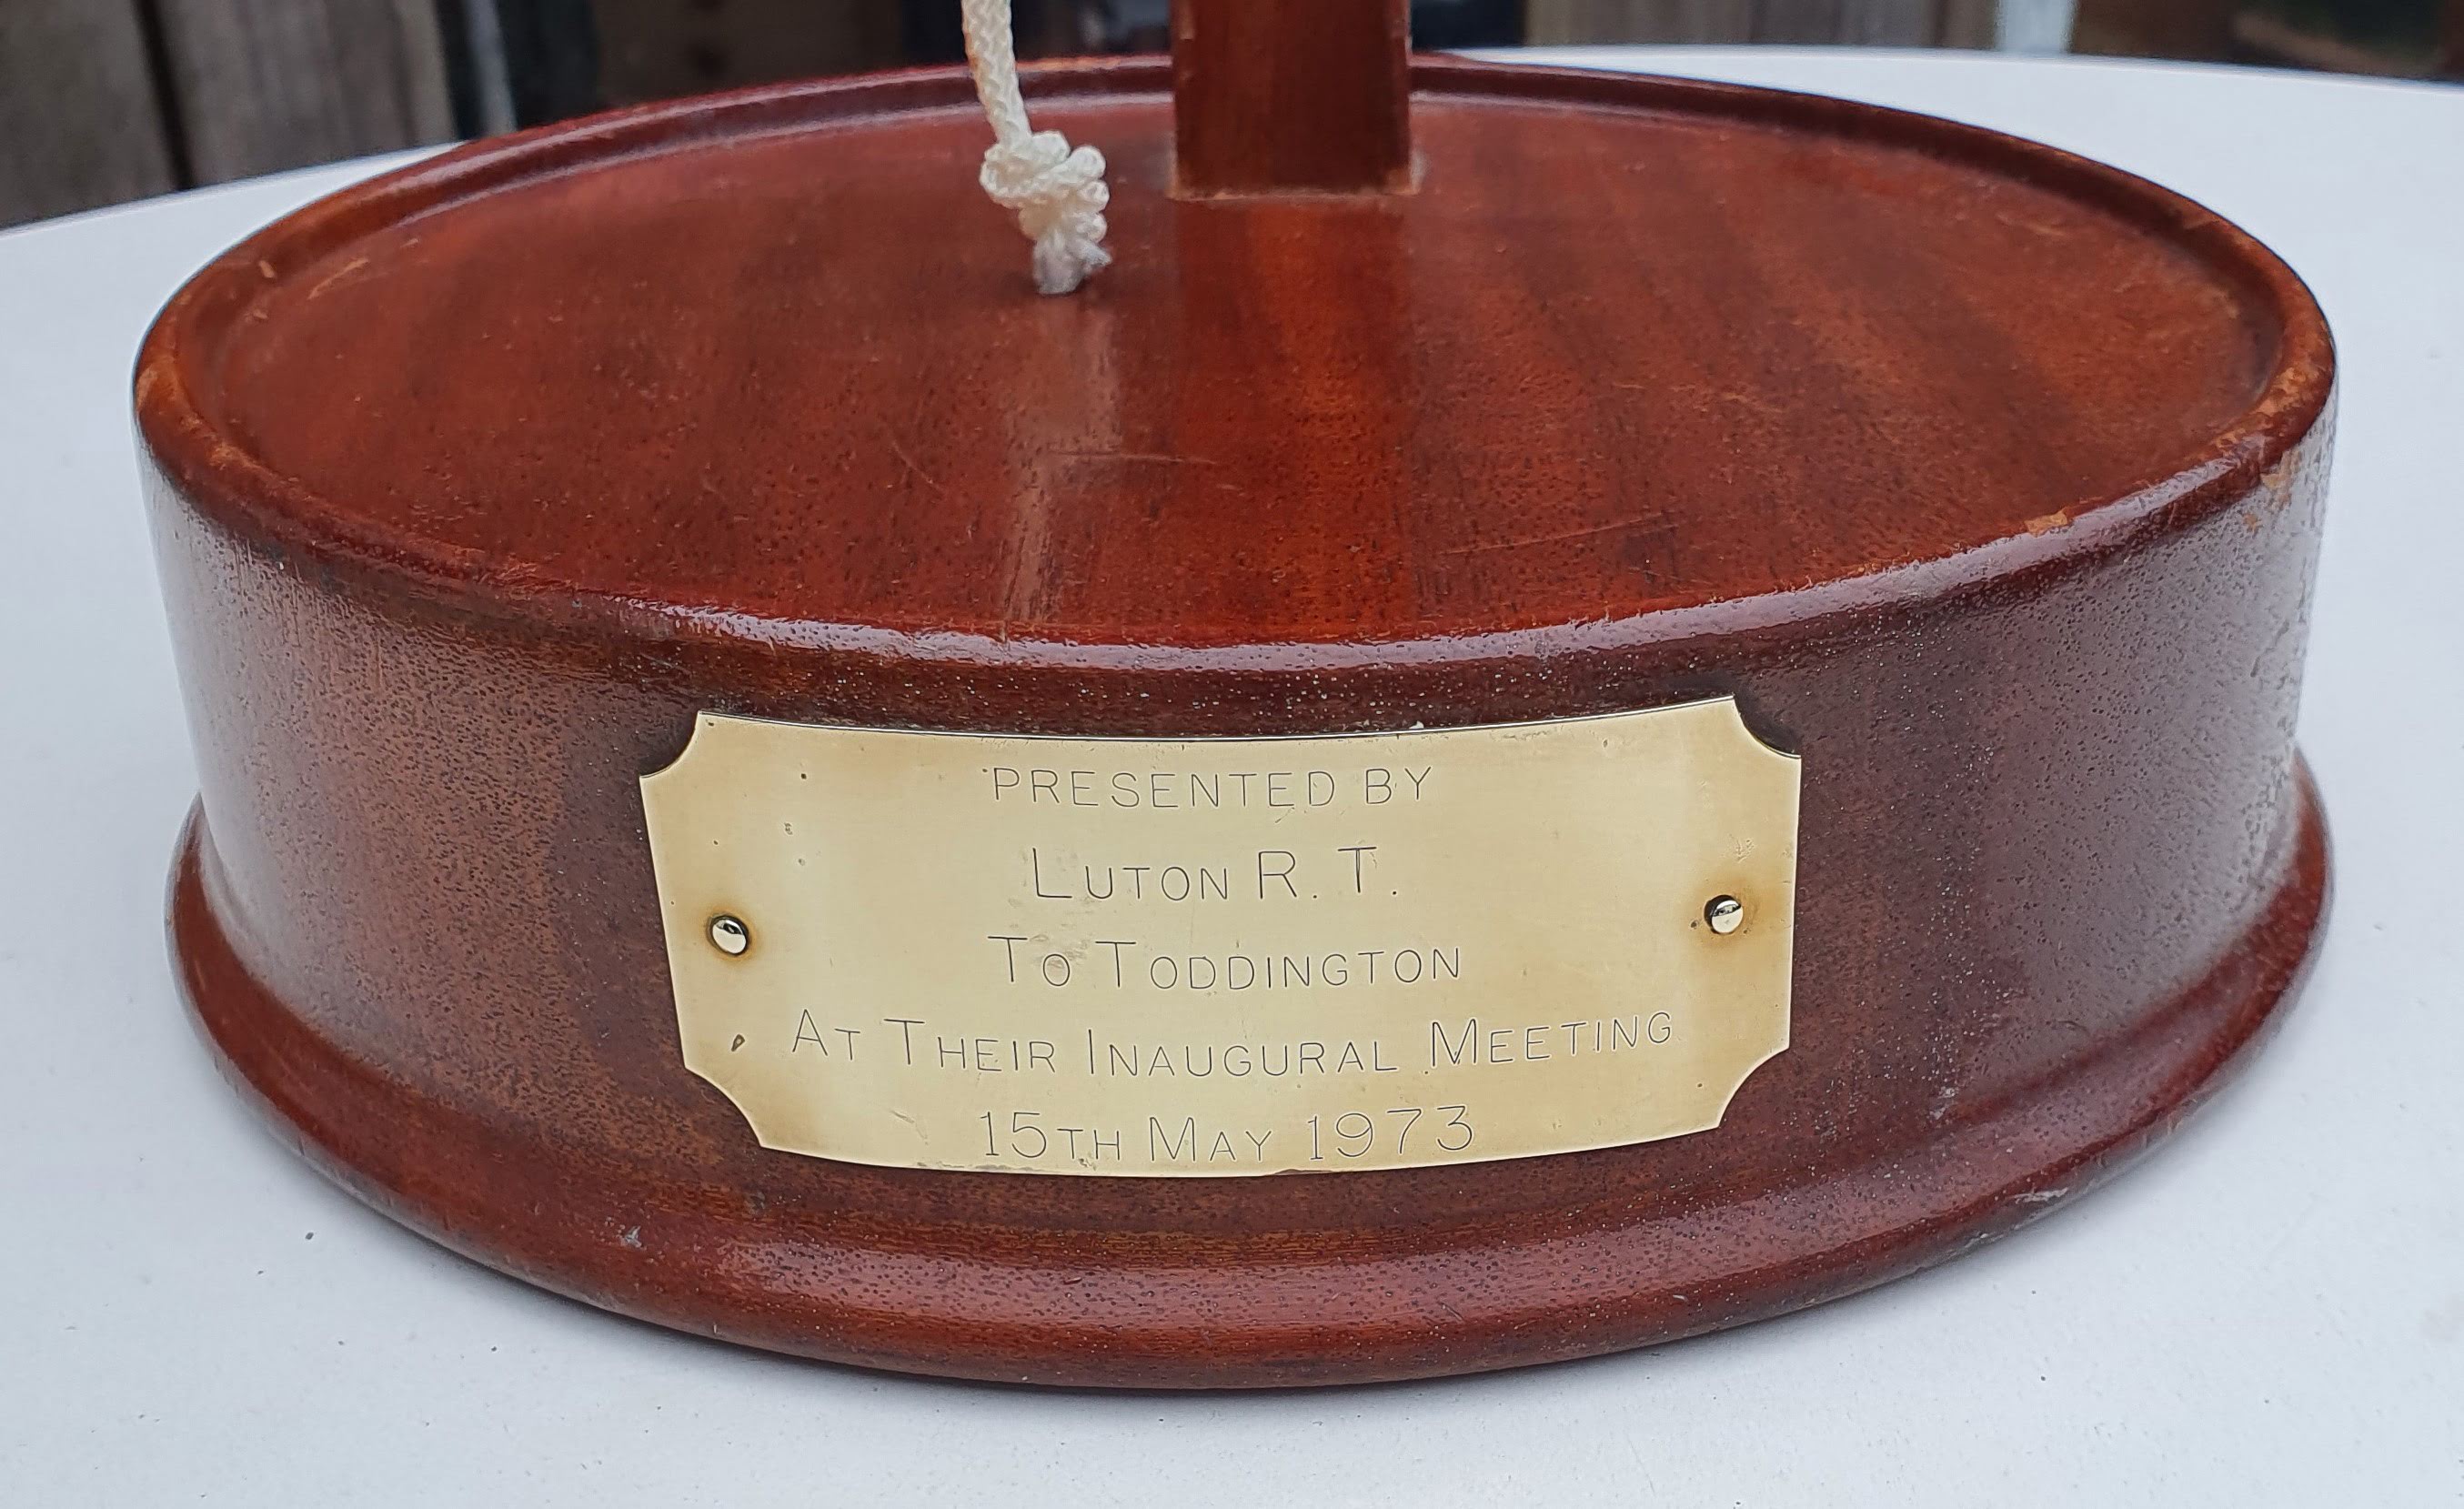 PRESENTED BY
LUTON R. T.
TO TODDINGTON
AT THEIR INAUGURAL MEETING
15TH MAY 1973